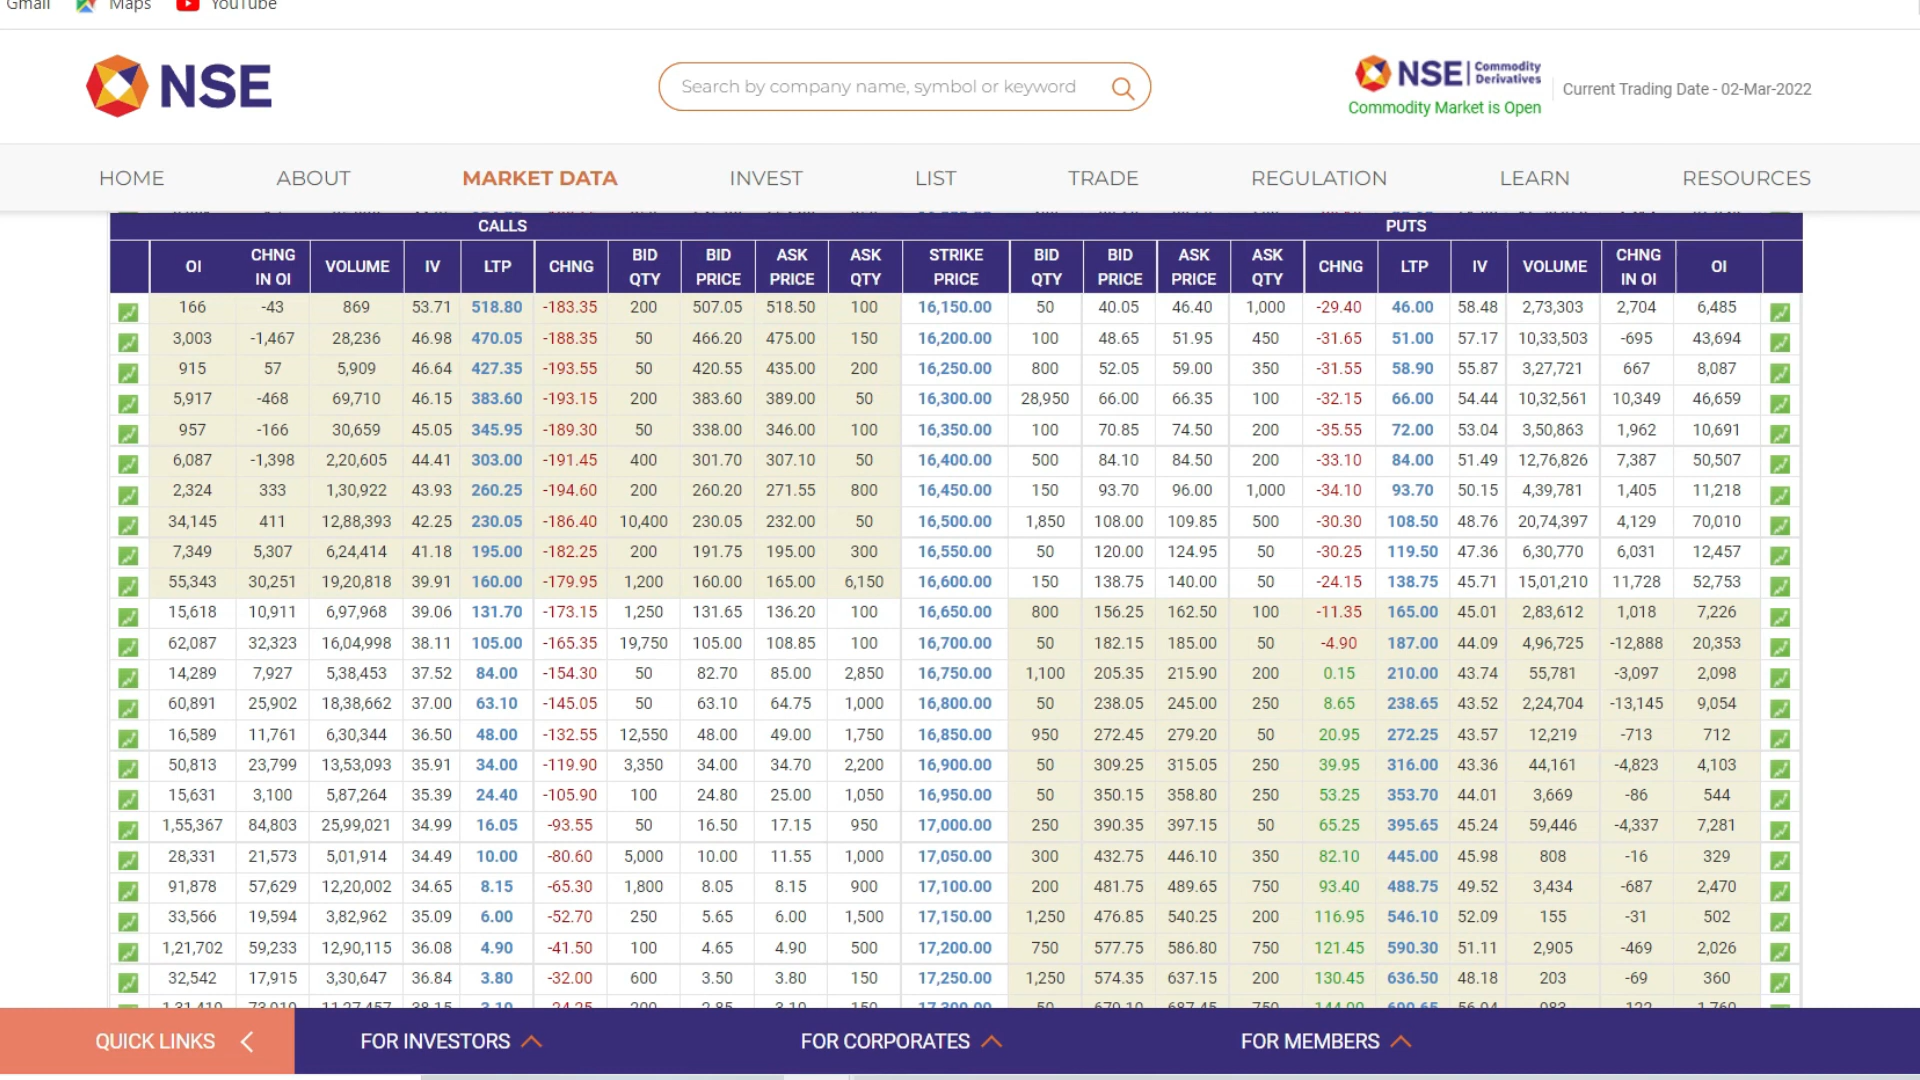 Gmail Maps YouTube
NSE
Search by company name, symbol or keyword
NSE Commodity Derivatives
Commodity Market is Open
Current Trading Date - 02-Mar-2022
HOME ABOUT MARKET DATA INVEST LIST TRADE REGULATION LEARN RESOURCES
CALLS PUTS
OI CHNG IN OI VOLUME IV LTP CHNG BID QTY BID PRICE ASK PRICE ASK QTY STRIKE PRICE BID QTY BID PRICE ASK PRICE ASK QTY CHNG LTP IV VOLUME CHNG IN OI OI
166 -43 869 53.71 518.80 -183.35 200 507.05 518.50 100 16,150.00 50 40.05 46.40 1,000 -29.40 46.00 58.48 2,73,303 2,704 6,485
3,003 -1,467 28,236 46.98 470.05 -188.35 50 466.20 475.00 150 16,200.00 100 48.65 51.95 450 -31.65 51.00 57.17 10,33,503 -695 43,694
915 57 5,909 46.64 427.35 -193.55 50 420.55 435.00 200 16,250.00 800 52.05 59.00 350 -31.55 58.90 55.87 3,27,721 667 8,087
5,917 -468 69,710 46.15 383.60 -193.15 200 383.60 389.00 50 16,300.00 28,950 66.00 66.35 100 -32.15 66.00 54.44 10,32,561 10,349 46,659
957 -166 30,659 45.05 345.95 -189.30 50 338.00 346.00 100 16,350.00 100 70.85 74.50 200 -35.55 72.00 53.04 3,50,863 1,962 10,691
6,087 -1,398 2,20,605 44.41 303.00 -191.45 400 301.70 307.10 50 16,400.00 500 84.10 84.50 200 -33.10 84.00 51.49 12,76,826 7,387 50,507
2,324 333 1,30,922 43.93 260.25 -194.60 200 260.20 271.55 800 16,450.00 150 93.70 96.00 1,000 -34.10 93.70 50.15 4,39,781 1,405 11,218
34,145 411 12,88,393 42.25 230.05 -186.40 10,400 230.05 232.00 50 16,500.00 1,850 108.00 109.85 500 -30.30 108.50 48.76 20,74,397 4,129 70,010
7,349 5,307 6,24,414 41.18 195.00 -182.25 200 191.75 195.00 300 16,550.00 50 120.00 124.95 50 -30.25 119.50 47.36 6,30,770 6,031 12,457
55,343 30,251 19,20,818 39.91 160.00 -179.95 1,200 160.00 165.00 6,150 16,600.00 150 138.75 140.00 50 -24.15 138.75 45.71 15,01,210 11,728 52,753
15,618 10,911 6,97,968 39.06 131.70 -173.15 1,250 131.65 136.20 100 16,650.00 800 156.25 162.50 100 -11.35 165.00 45.01 2,83,612 1,018 7,226
62,087 32,323 16,04,998 38.11 105.00 -165.35 19,750 105.00 108.85 100 16,700.00 50 182.15 185.00 50 -4.90 187.00 44.09 4,96,725 -12,888 20,353
14,289 7,927 5,38,453 37.52 84.00 -154.30 50 82.70 85.00 2,850 16,750.00 1,100 205.35 215.90 200 0.15 210.00 43.74 55,781 -3,097 2,098
60,891 25,902 18,38,662 37.00 63.10 -145.05 50 63.10 64.75 1,000 16,800.00 50 238.05 245.00 250 8.65 238.65 43.52 2,24,704 -13,145 9,054
16,589 11,761 6,30,344 36.50 48.00 -132.55 12,550 48.00 49.00 1,750 16,850.00 950 272.45 279.20 50 20.95 272.25 43.57 12,219 -713 712
50,813 23,799 13,53,093 35.91 34.00 -119.90 3,350 34.00 34.70 2,200 16,900.00 50 309.25 315.05 250 39.95 316.00 43.36 44,161 -4,823 4,103
15,631 3,100 5,87,264 35.39 24.40 -105.90 100 24.80 25.00 1,050 16,950.00 50 350.15 358.80 250 53.25 353.70 44.01 3,669 -86 544
1,55,367 84,803 25,99,021 34.99 16.05 -93.55 50 16.50 17.15 950 17,000.00 250 390.35 397.15 50 65.25 395.65 45.24 59,446 -4,337 7,281
28,331 21,573 5,01,914 34.49 10.00 -80.60 5,000 10.00 11.55 1,000 17,050.00 300 432.75 446.10 350 82.10 445.00 45.98 808 -16 329
91,878 57,629 12,20,002 34.65 8.15 -65.30 1,800 8.05 8.15 900 17,100.00 200 481.75 489.65 750 93.40 488.75 49.52 3,434 -687 2,470
33,566 19,594 3,82,962 35.09 6.00 -52.70 250 5.65 6.00 1,500 17,150.00 1,250 476.85 540.25 200 116.95 546.10 52.09 155 -31 502
1,21,702 59,233 12,90,115 36.08 4.90 -41.50 100 4.65 4.90 500 17,200.00 750 577.75 586.80 750 121.45 590.30 51.11 2,905 -469 2,026
32,542 17,915 3,30,647 36.84 3.80 -32.00 600 3.50 3.80 150 17,250.00 1,250 574.35 637.15 200 130.45 636.50 48.18 203 -69 360
QUICK LINKS FOR INVESTORS FOR CORPORATES FOR MEMBERS